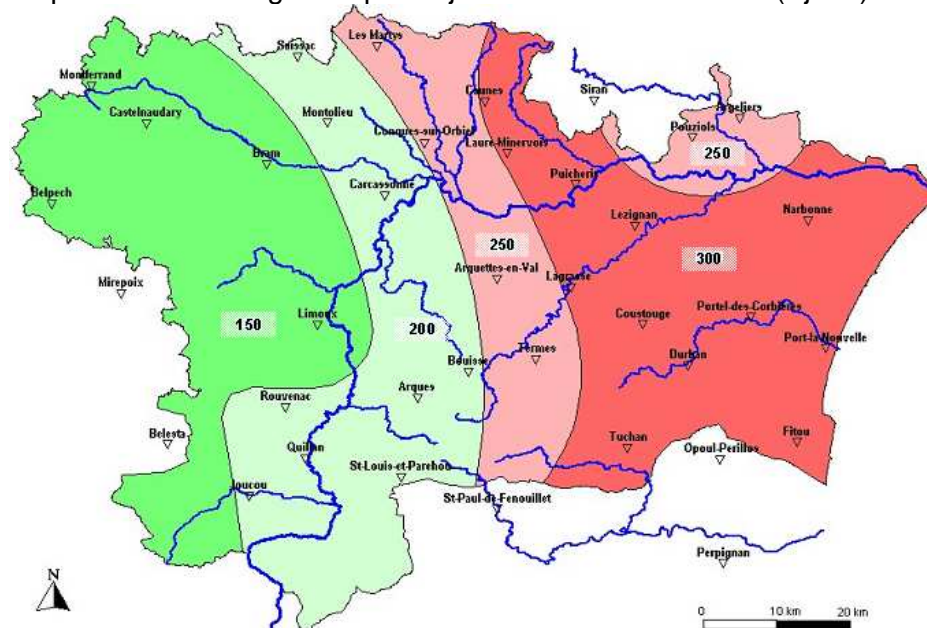 Les Martys
Saissac
Montferrand
Castelnaudary
Montolieu
Caunes
Siran
Argeliers
Pouziols
Conques-sur-Orbiel
Laure-Minervois
250
Bram
Puicheric
Carcassonne
Belpech
Lezignan
Narbonne
250
300
Arquettes-en-Val
Lagrasse
Mirepoix
150
Limoux
200
Coustouge
Portel-des-Corbières
Port-la-Nouvelle
Bouisse
Termes
Durban
Rouvenac
Arques
Belesta
Quillan
Tuchan
Opoul-Perillos
Fitou
Joucou
St-Louis-et-Parahou
St-Paul-de-Fenouillet
Perpignan
N
0 10 km 20 km